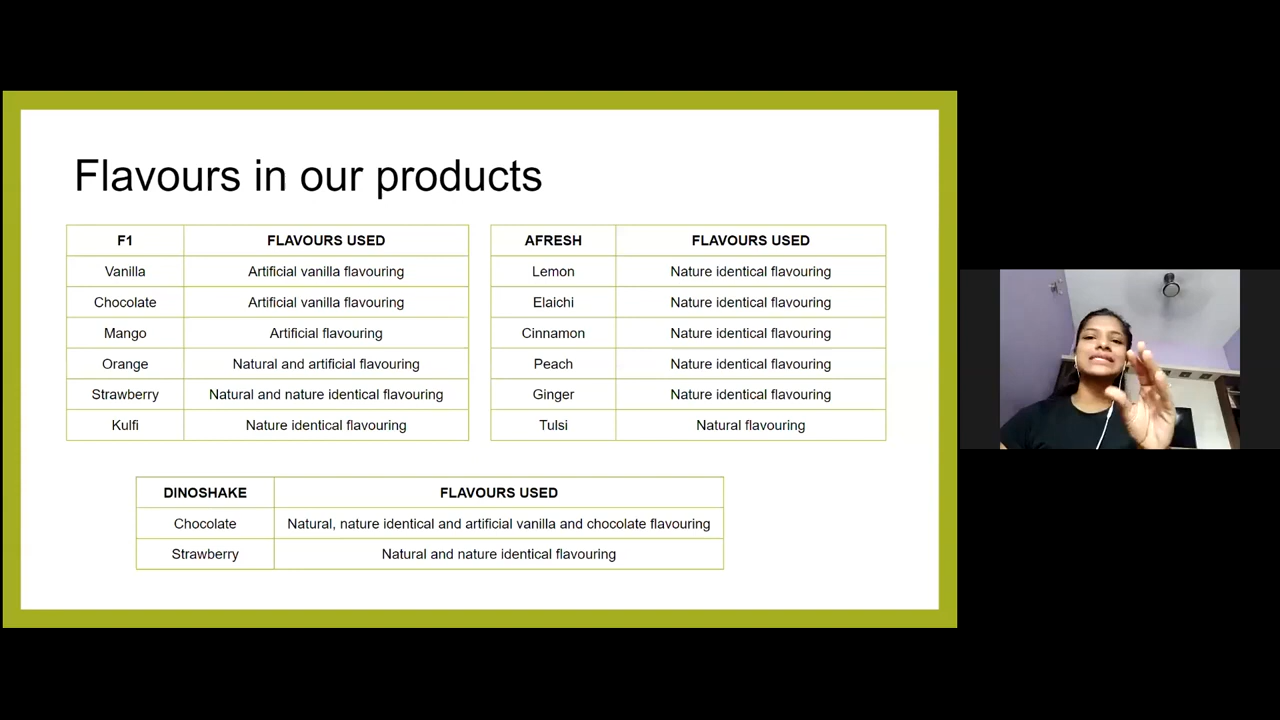 Flavours in our products
F1 FLAVOURS USED
Vanilla Artificial vanilla flavouring
Chocolate Artificial vanilla flavouring
Mango Artificial flavouring
Orange Natural and artificial flavouring
Strawberry Natural and nature identical flavouring
Kulfi Nature identical flavouring
AFRESH FLAVOURS USED
Lemon Nature identical flavouring
Elaichi Nature identical flavouring
Cinnamon Nature identical flavouring
Peach Nature identical flavouring
Ginger Nature identical flavouring
Tulsi Natural flavouring
DINOSHAKE FLAVOURS USED
Chocolate Natural, nature identical and artificial vanilla and chocolate flavouring
Strawberry Natural and nature identical flavouring